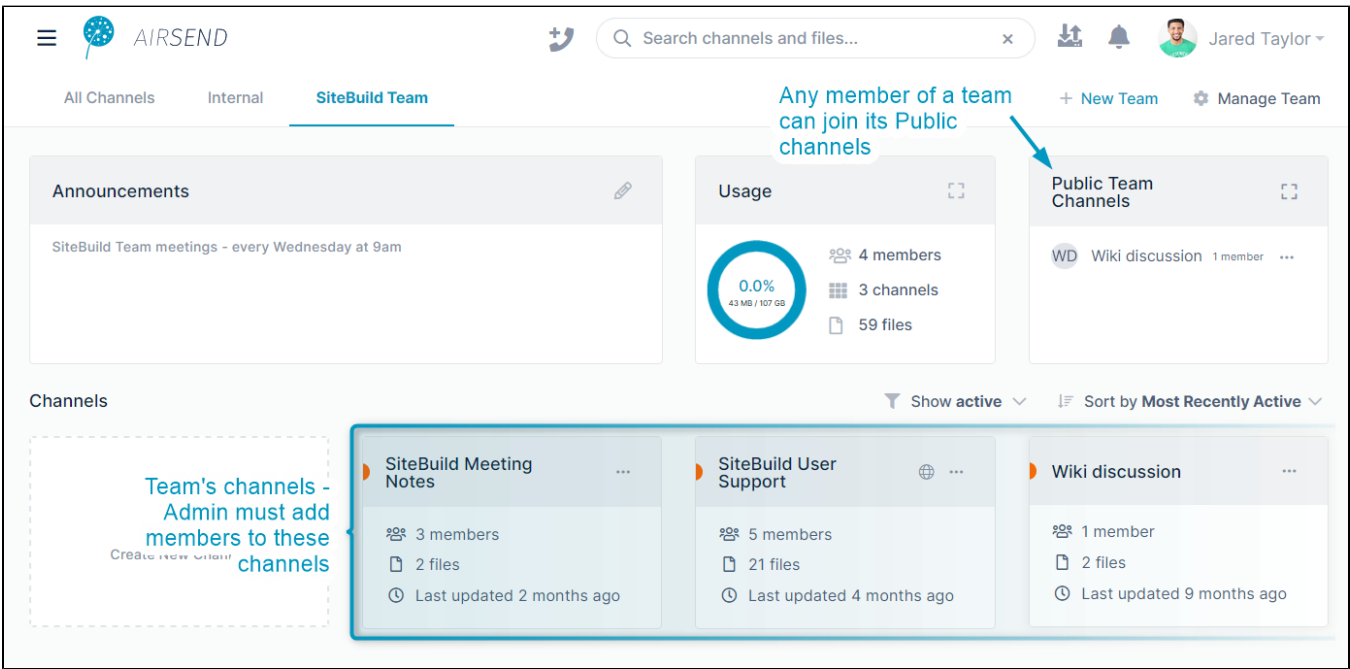 AIRSEND
Search channels and files...
Jared Taylor
All Channels
Internal
SiteBuild Team
Any member of a team
can join its Public
channels
+ New Team
Manage Team
Announcements
SiteBuild Team meetings - every Wednesday at 9am
Usage
0.0%
43 MB / 107 GB
4 members
3 channels
59 files
Public Team
Channels
WD Wiki discussion 1 member ...
Channels
Show active
Sort by Most Recently Active
Team's channels -
Admin must add
members to these
channels
Create New
SiteBuild Meeting
Notes
...
3 members
2 files
Last updated 2 months ago
SiteBuild User
Support
...
5 members
21 files
Last updated 4 months ago
Wiki discussion
...
1 member
2 files
Last updated 9 months ago